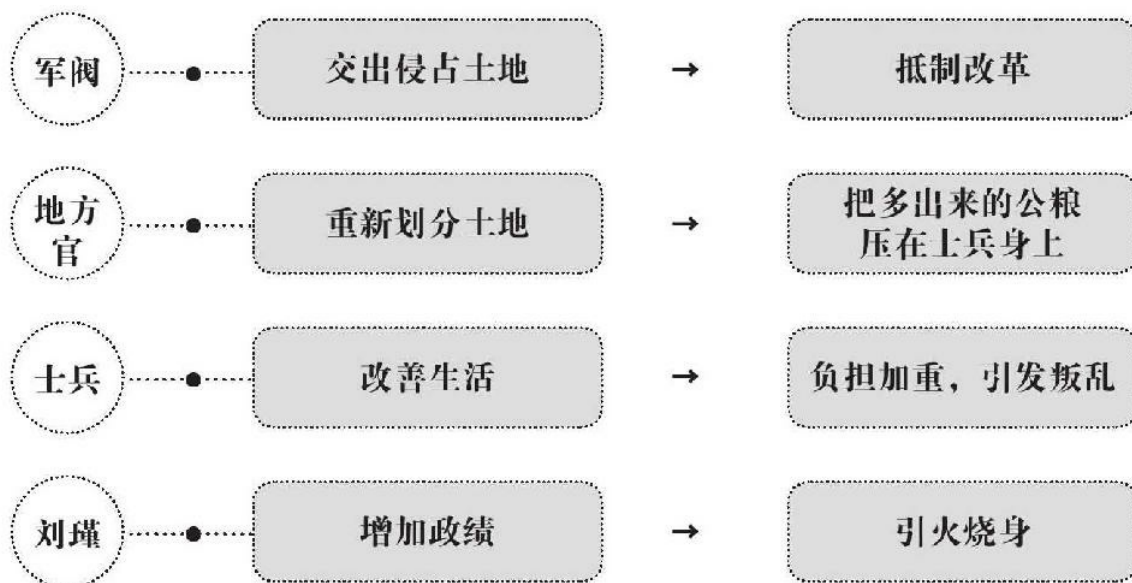 军阀 交出侵占土地 → 抵制改革
地方官 重新划分土地 → 把多出来的公粮压在士兵身上
士兵 改善生活 → 负担加重，引发叛乱
刘瑾 增加政绩 → 引火烧身